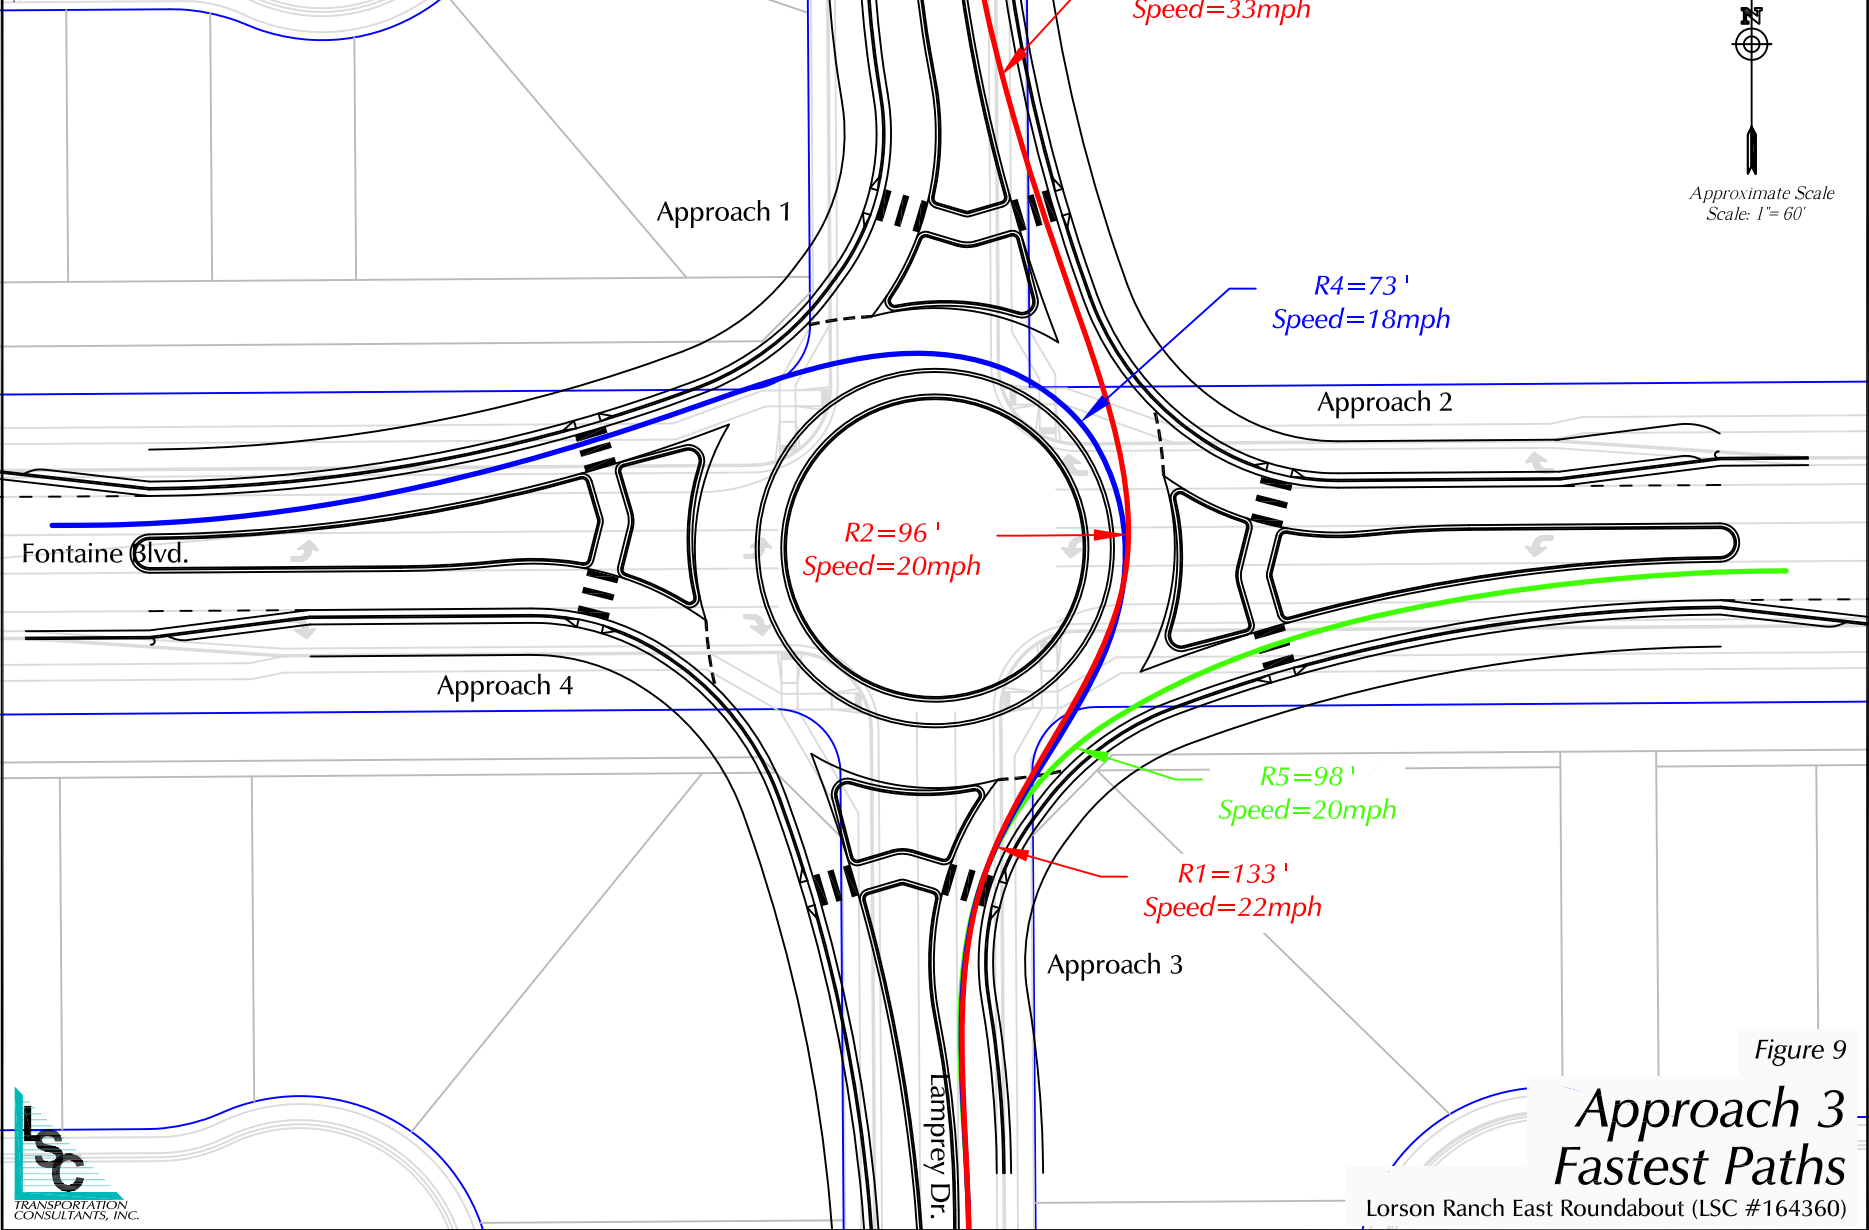 Speed=33mph
N
Approximate Scale
Scale: 1"= 60'
Approach 1
R4=73 '
Speed=18mph
Approach 2
R2=96 '
Speed=20mph
Fontaine Blvd.
Approach 4
R5=98 '
Speed=20mph
R1=133 '
Speed=22mph
Approach 3
Lamprey Dr.
Figure 9
Approach 3
Fastest Paths
Lorson Ranch East Roundabout (LSC #164360)
LSC
TRANSPORTATION
CONSULTANTS, INC.